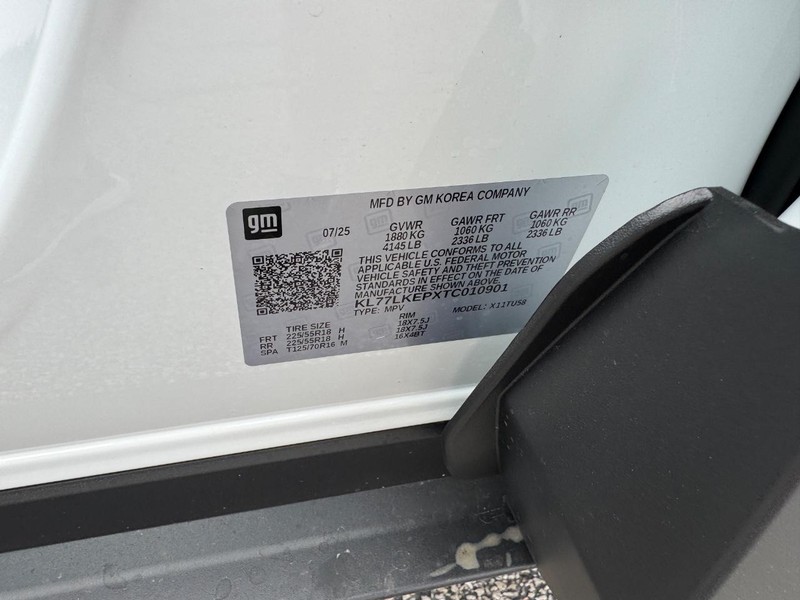 gm
MFD BY GM KOREA COMPANY
07/25 GVWR GAWR FRT GAWR RR
1880 KG 1060 KG 1060 KG
4145 LB 2336 LB 2336 LB
THIS VEHICLE CONFORMS TO ALL
APPLICABLE U.S. FEDERAL MOTOR
VEHICLE SAFETY AND THEFT PREVENTION
STANDARDS IN EFFECT ON THE DATE OF
MANUFACTURE SHOWN ABOVE.
KL77LKEPXTC010901
TYPE: MPV MODEL: X11TU58
TIRE SIZE RIM
FRT 225/55R18 H 18X7.5J
RR 225/55R18 H 18X7.5J
SPA T125/70R16 M 16X4BT